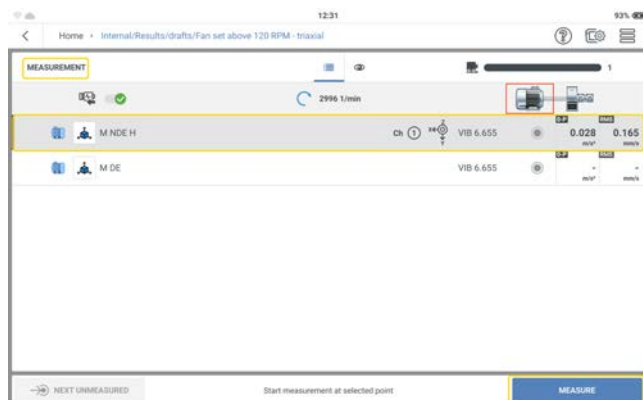 12:31
93%
Home • Internal/Results/drafts/Fan set above 120 RPM - triaxial
MEASUREMENT
1
2996 1/min
M NDE H
Ch 1
VIB 6.655
0-P
0.028
m/s²
RMS
0.165
mm/s
M DE
VIB 6.655
0-P
-
m/s²
RMS
-
mm/s
NEXT UNMEASURED
Start measurement at selected point
MEASURE